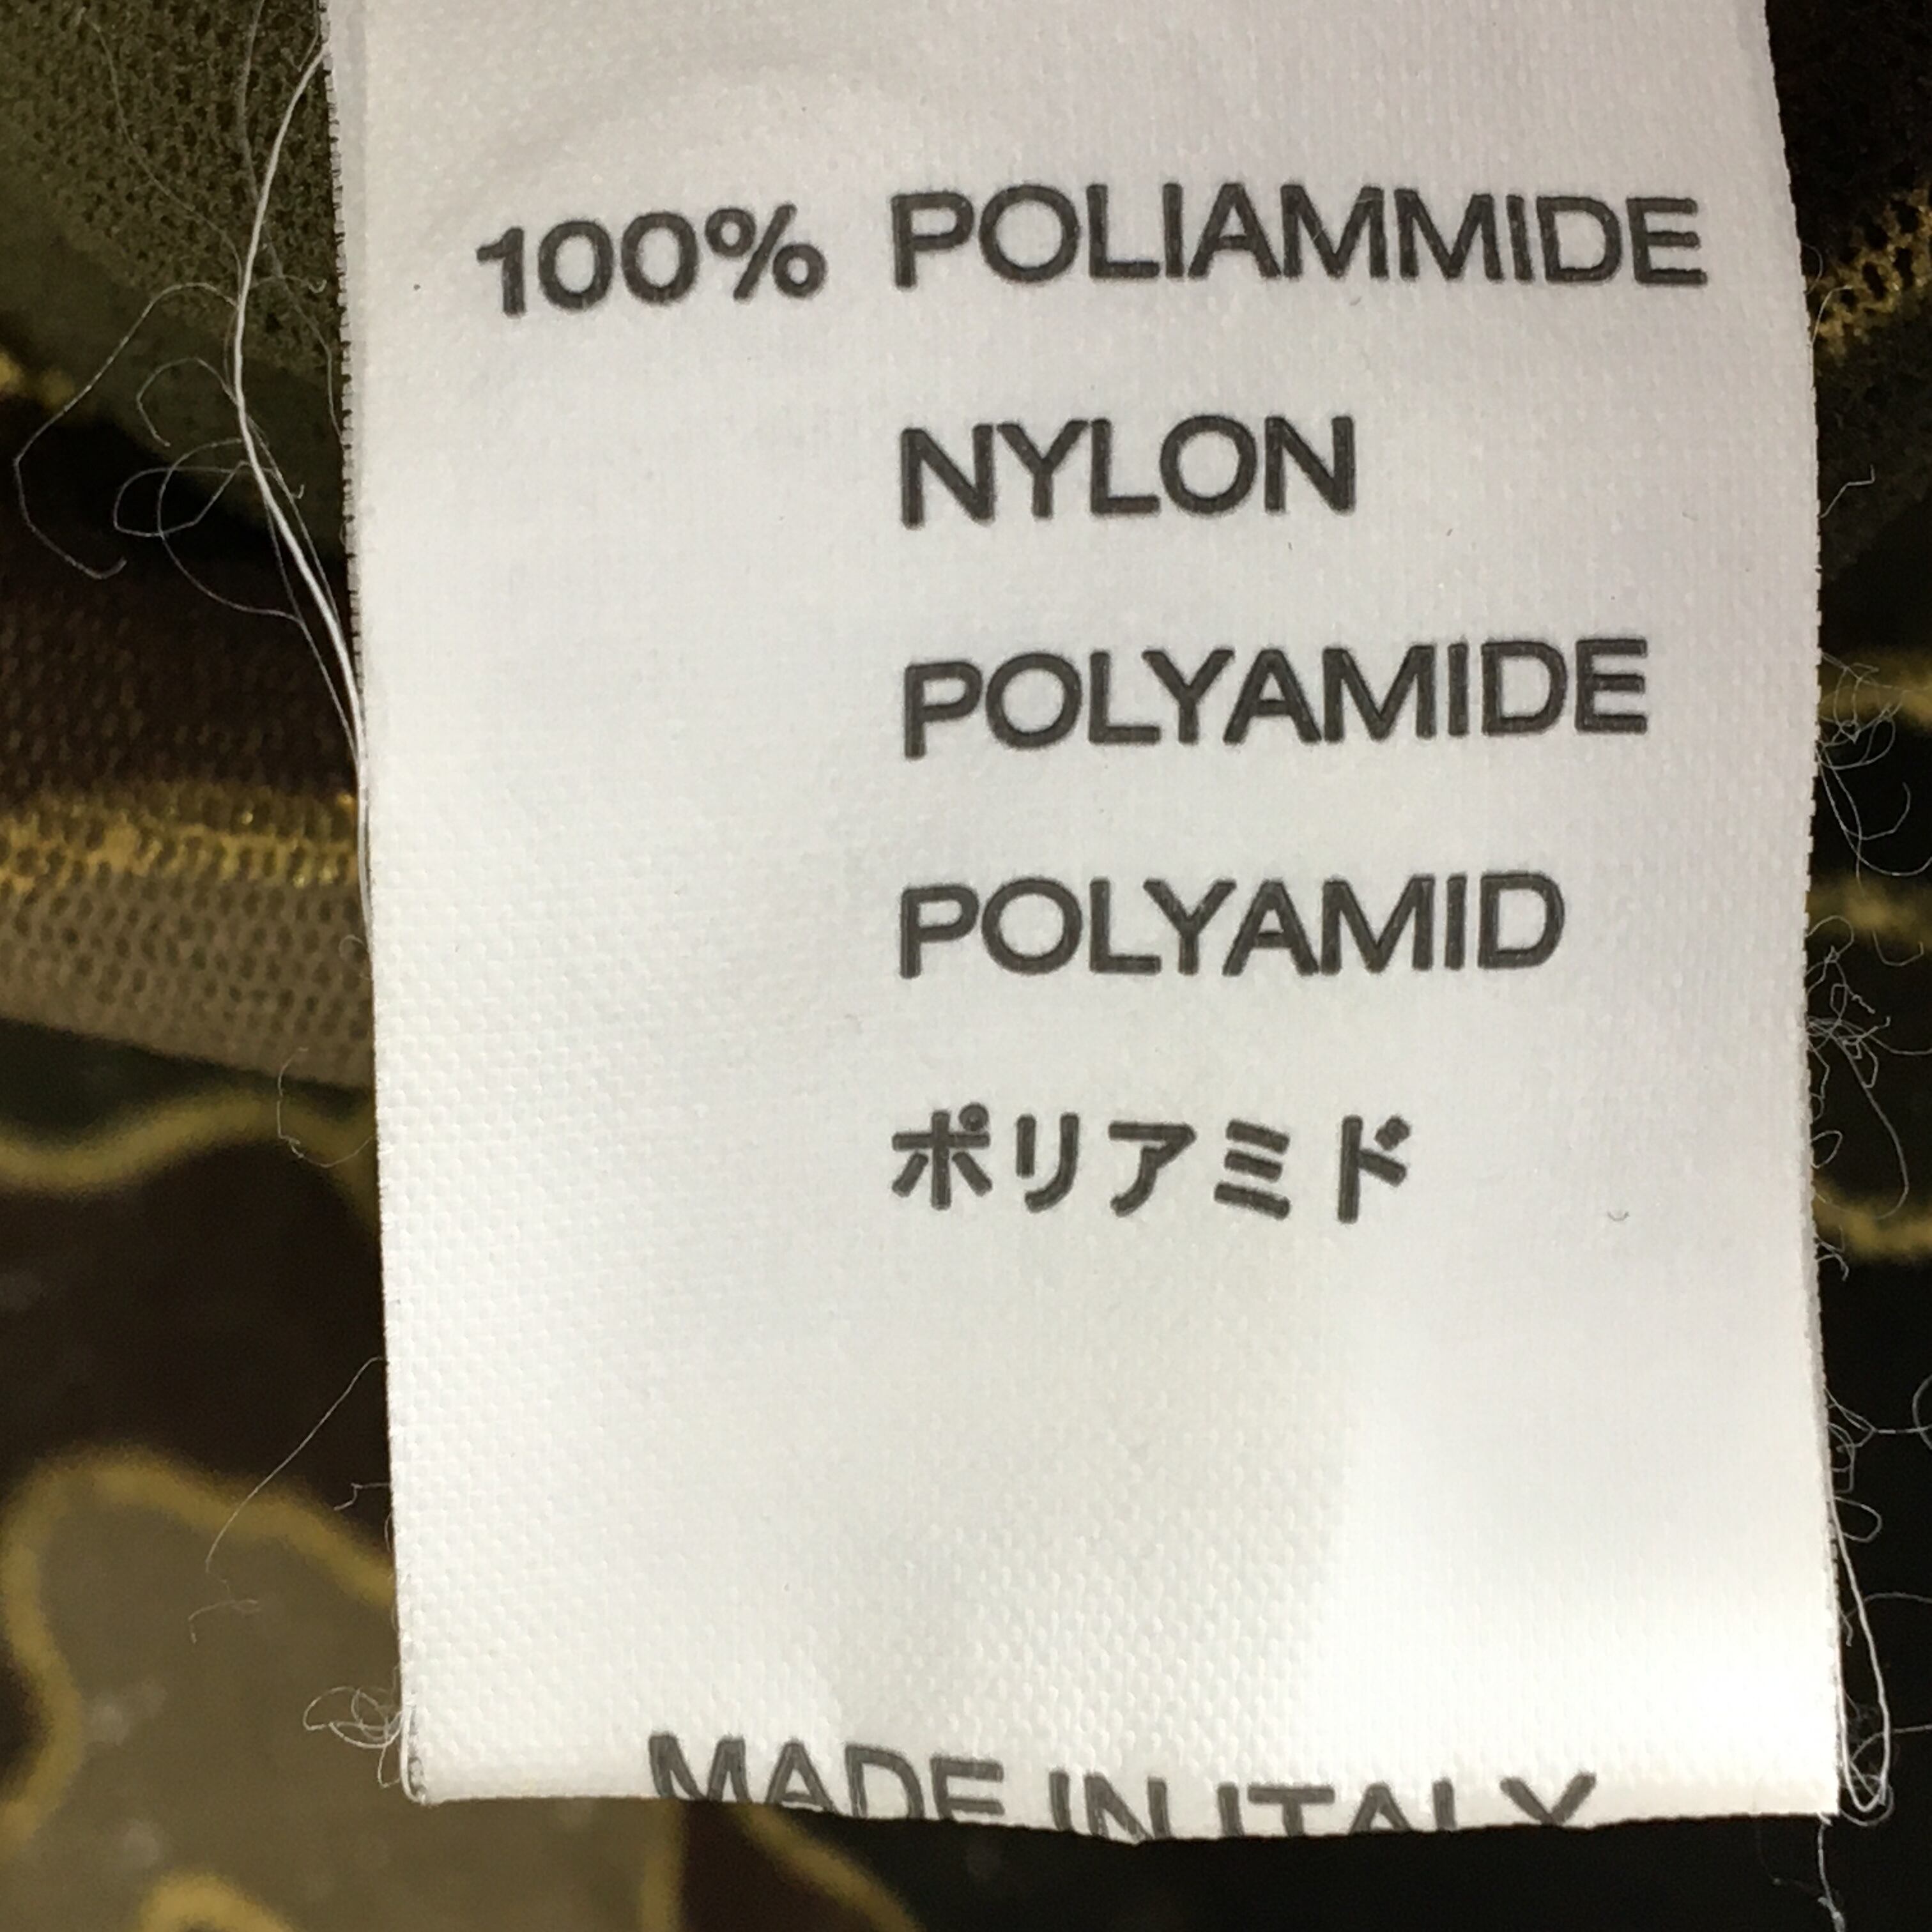 100% POLIAMMIDE
NYLON
POLYAMIDE
POLYAMID
ポリアミド
MADE IN ITALY